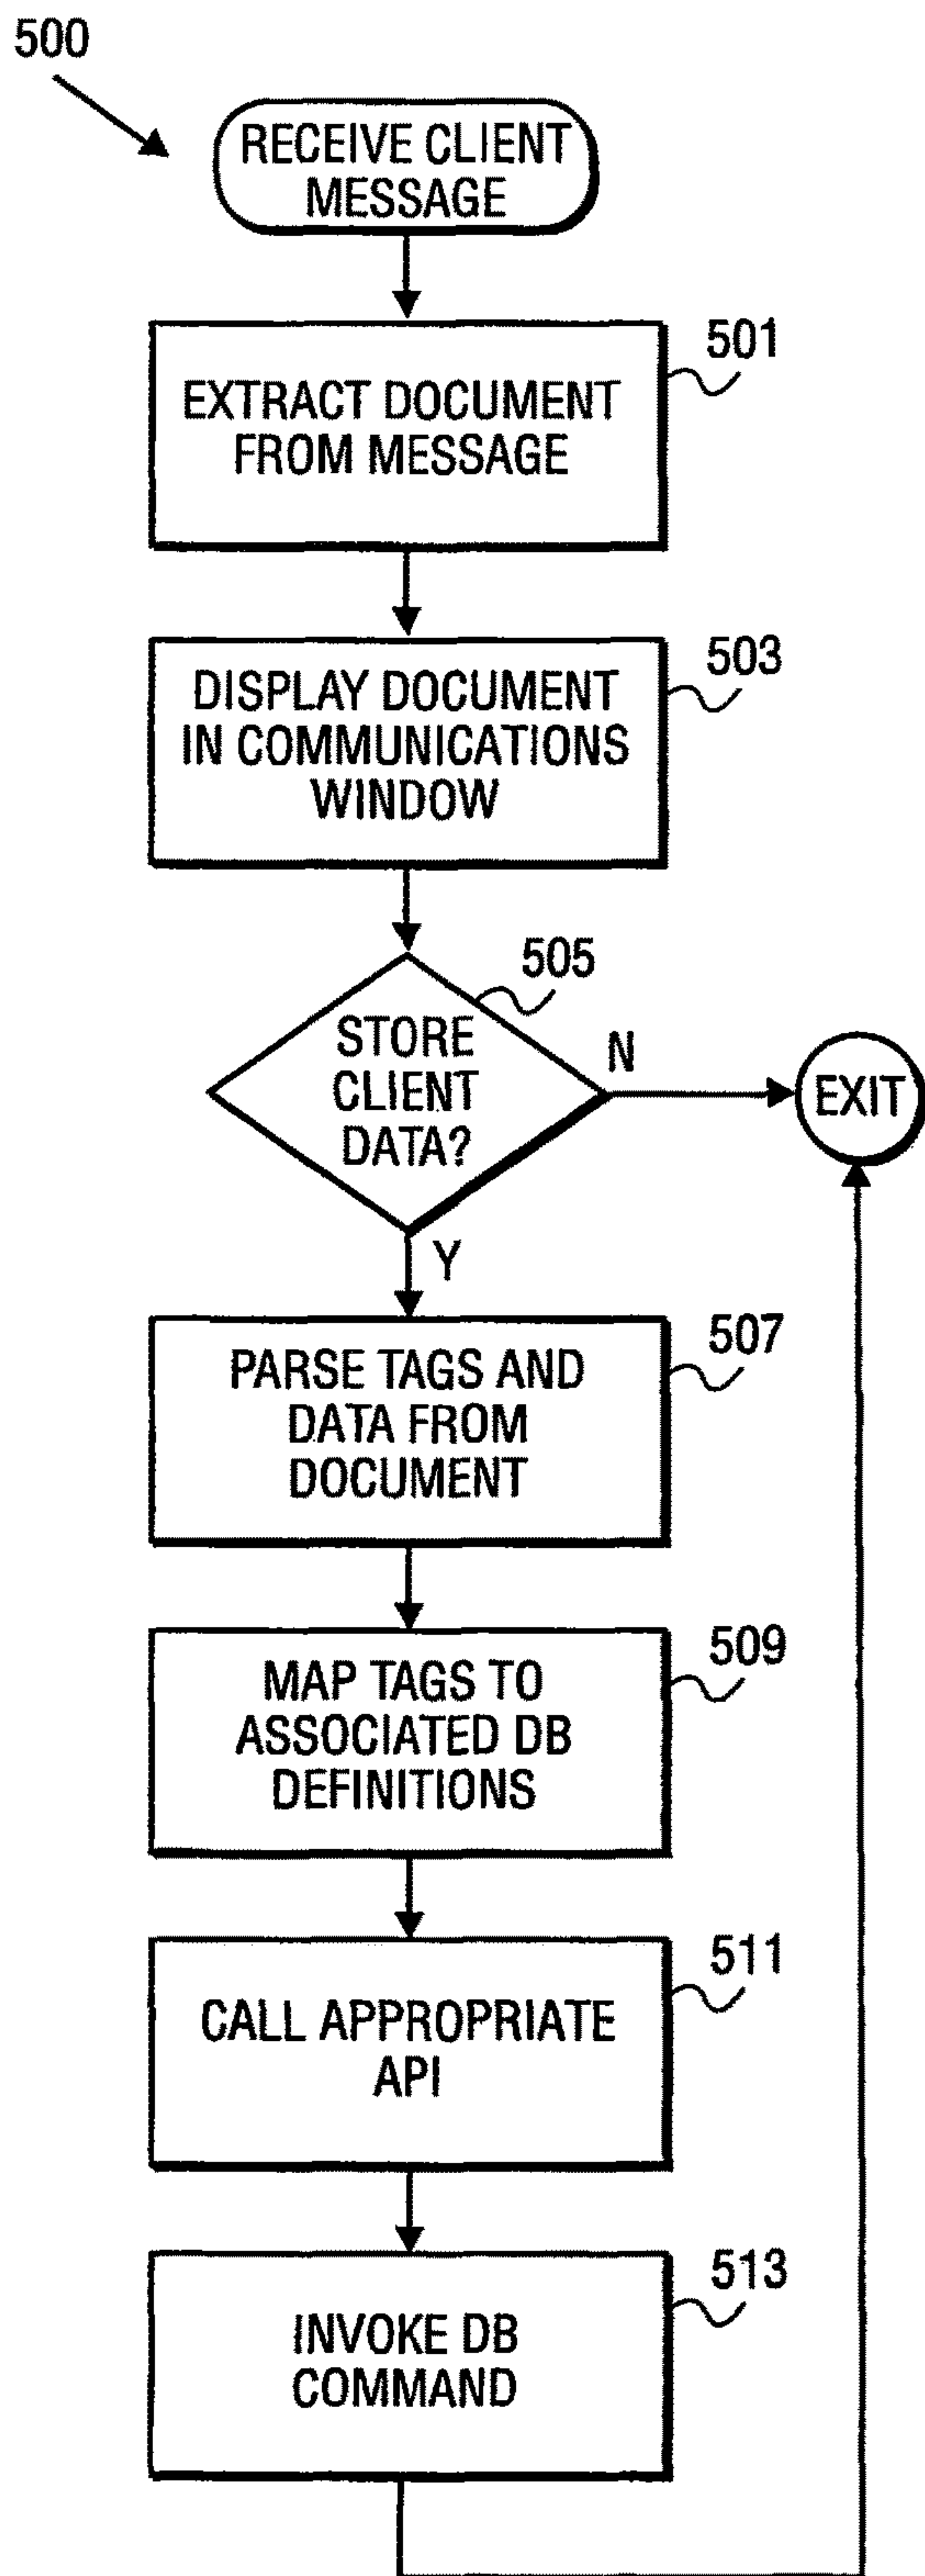 500
RECEIVE CLIENT
MESSAGE
501
EXTRACT DOCUMENT
FROM MESSAGE
503
DISPLAY DOCUMENT
IN COMMUNICATIONS
WINDOW
505
STORE
CLIENT
DATA?
N
EXIT
Y
507
PARSE TAGS AND
DATA FROM
DOCUMENT
509
MAP TAGS TO
ASSOCIATED DB
DEFINITIONS
511
CALL APPROPRIATE
API
513
INVOKE DB
COMMAND